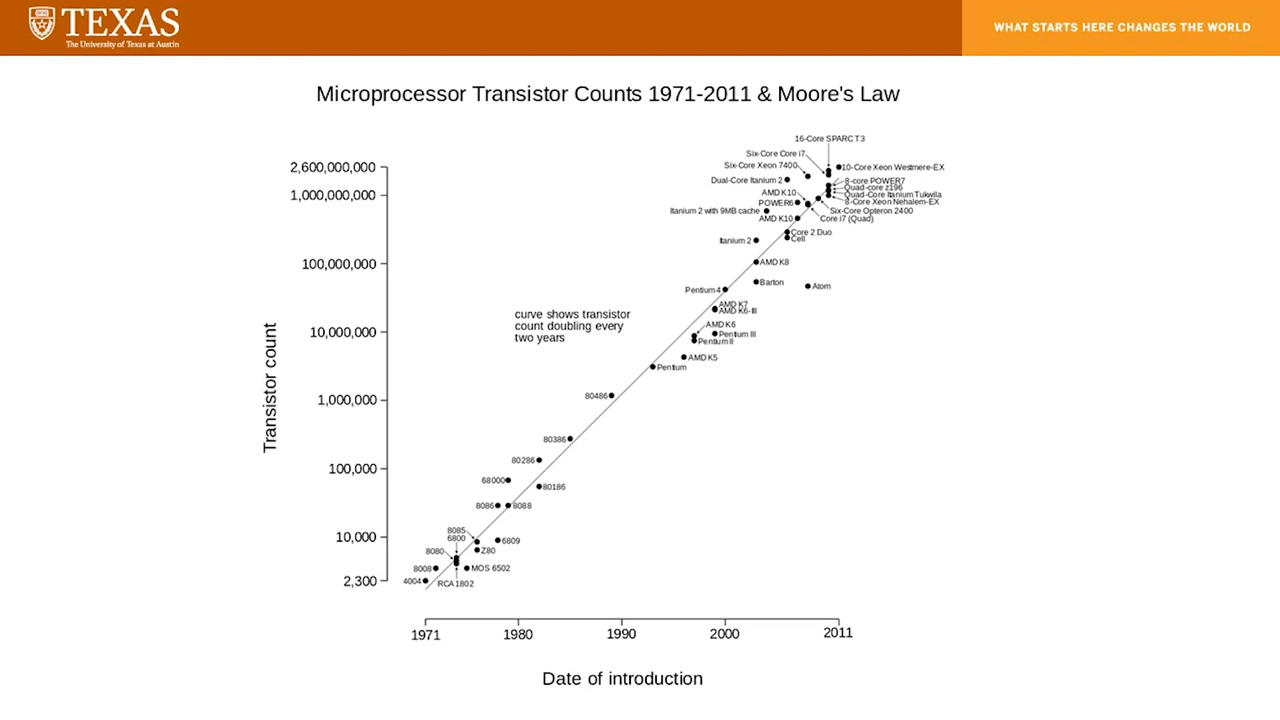 TEXAS
The University of Texas at Austin
WHAT STARTS HERE CHANGES THE WORLD
Microprocessor Transistor Counts 1971-2011 & Moore's Law
16-Core SPARC T3
Six-Core Core i7
Six-Core Xeon 7400
10-Core Xeon Westmere-EX
Dual-Core Itanium 2
8-core POWER7
Quad-core z196
AMD K10
Quad-Core Itanium Tukwila
POWER6
8-Core Xeon Nehalem-EX
Itanium 2 with 9MB cache
Six-Core Opteron 2400
AMD K10
Core i7 (Quad)
Core 2 Duo
Itanium 2
Cell
AMD K8
Barton
Atom
Pentium 4
AMD K7
AMD K6-III
curve shows transistor
count doubling every
two years
AMD K6
Pentium III
Pentium II
AMD K5
Pentium
80486
80386
80286
68000
80186
8086
8088
8085
6800
6809
8080
Z80
8008
MOS 6502
4004
RCA 1802
2,600,000,000
1,000,000,000
100,000,000
10,000,000
1,000,000
100,000
10,000
2,300
Transistor count
1971
1980
1990
2000
2011
Date of introduction